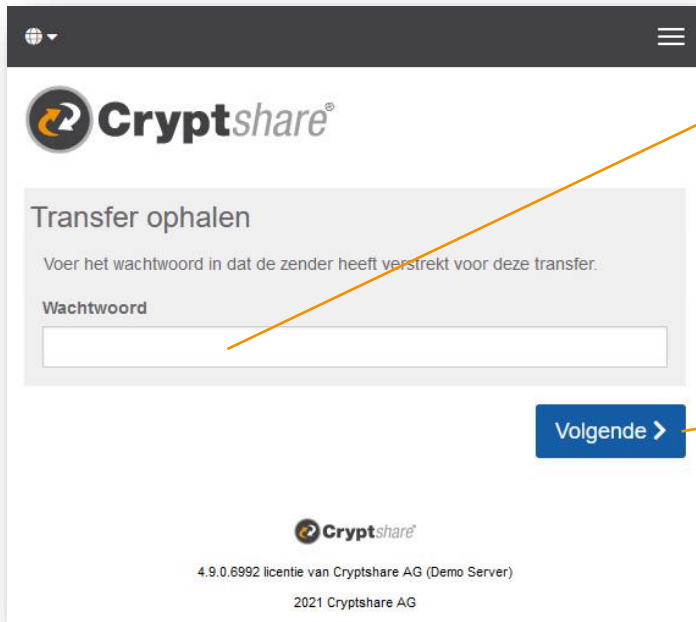 Cryptshare®
Transfer ophalen
Voer het wachtwoord in dat de zender heeft verstrekt voor deze transfer.
Wachtwoord
Volgende
Cryptshare®
4.9.0.6992 licentie van Cryptshare AG (Demo Server)
2021 Cryptshare AG